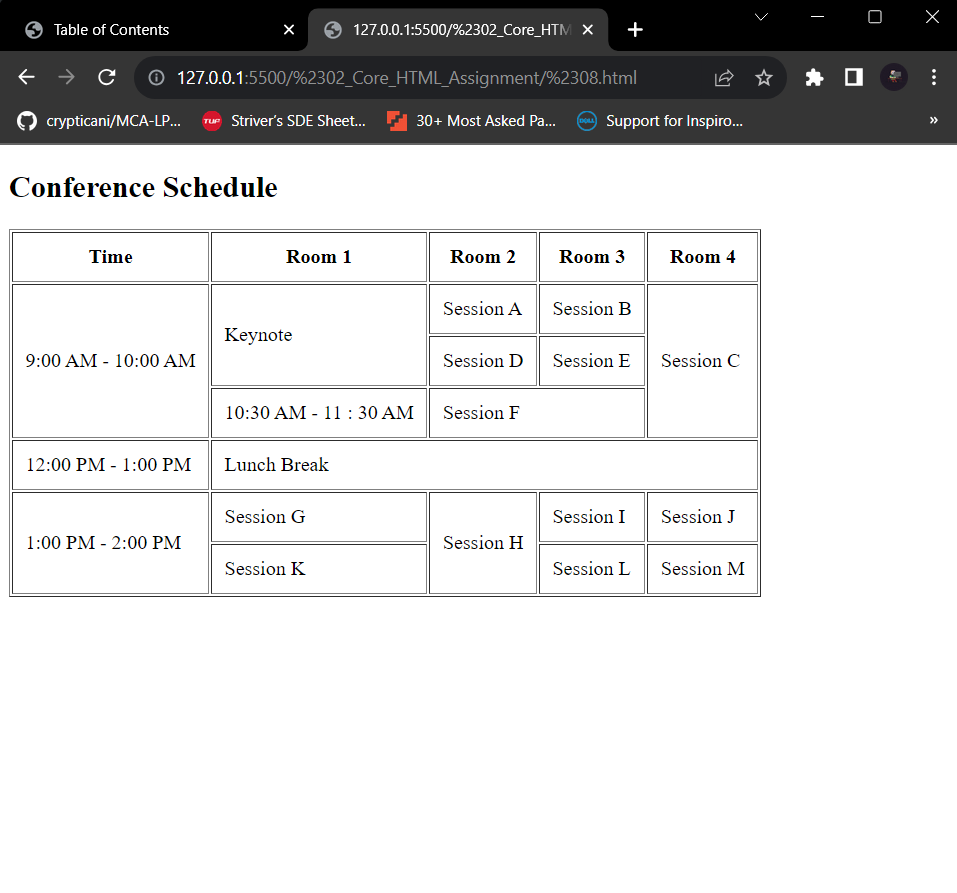 Table of Contents
127.0.0.1:5500/%2302_Core_HTM
127.0.0.1:5500/%2302_Core_HTML_Assignment/%2308.html
crypticani/MCA-LP... TUF Striver's SDE Sheet... 30+ Most Asked Pa... DELL Support for Inspiro... »
Conference Schedule
Time Room 1 Room 2 Room 3 Room 4
9:00 AM - 10:00 AM Keynote Session A Session B Session C
Session D Session E
10:30 AM - 11 : 30 AM Session F
12:00 PM - 1:00 PM Lunch Break
1:00 PM - 2:00 PM Session G Session H Session I Session J
Session K Session L Session M